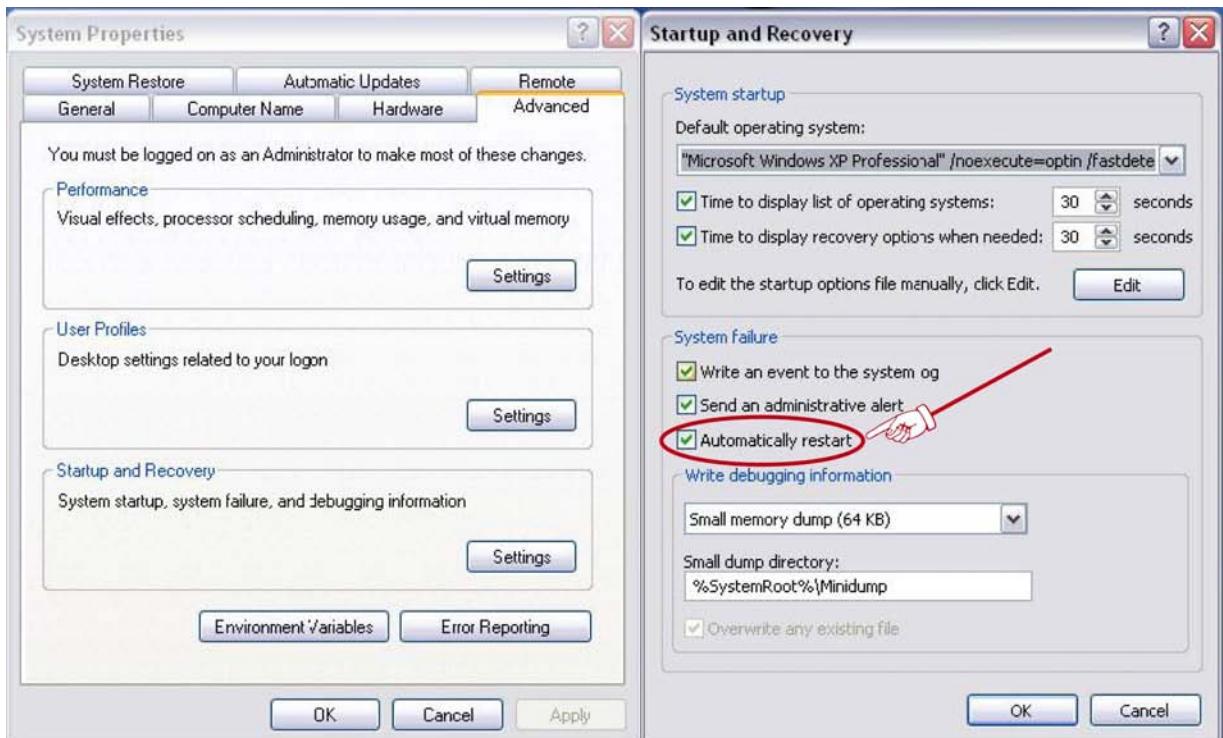 System Properties
System Restore
Automatic Updates
Remote
General
Computer Name
Hardware
Advanced
You must be logged on as an Administrator to make most of these changes.
Performance
Visual effects, processor scheduling, memory usage, and virtual memory
Settings
User Profiles
Desktop settings related to your logon
Settings
Startup and Recovery
System startup, system failure, and debugging information
Settings
Environment Variables
Error Reporting
OK
Cancel
Apply
Startup and Recovery
System startup
Default operating system:
"Microsoft Windows XP Professional" /noexecute=optin /fastdete
Time to display list of operating systems: 30 seconds
Time to display recovery options when needed: 30 seconds
To edit the startup options file manually, click Edit. Edit
System failure
Write an event to the system og
Send an administrative alert
Automatically restart
Write debugging information
Small memory dump (64 KB)
Small dump directory:
%SystemRoot%\Minidump
Overwrite any existing file
OK
Cancel